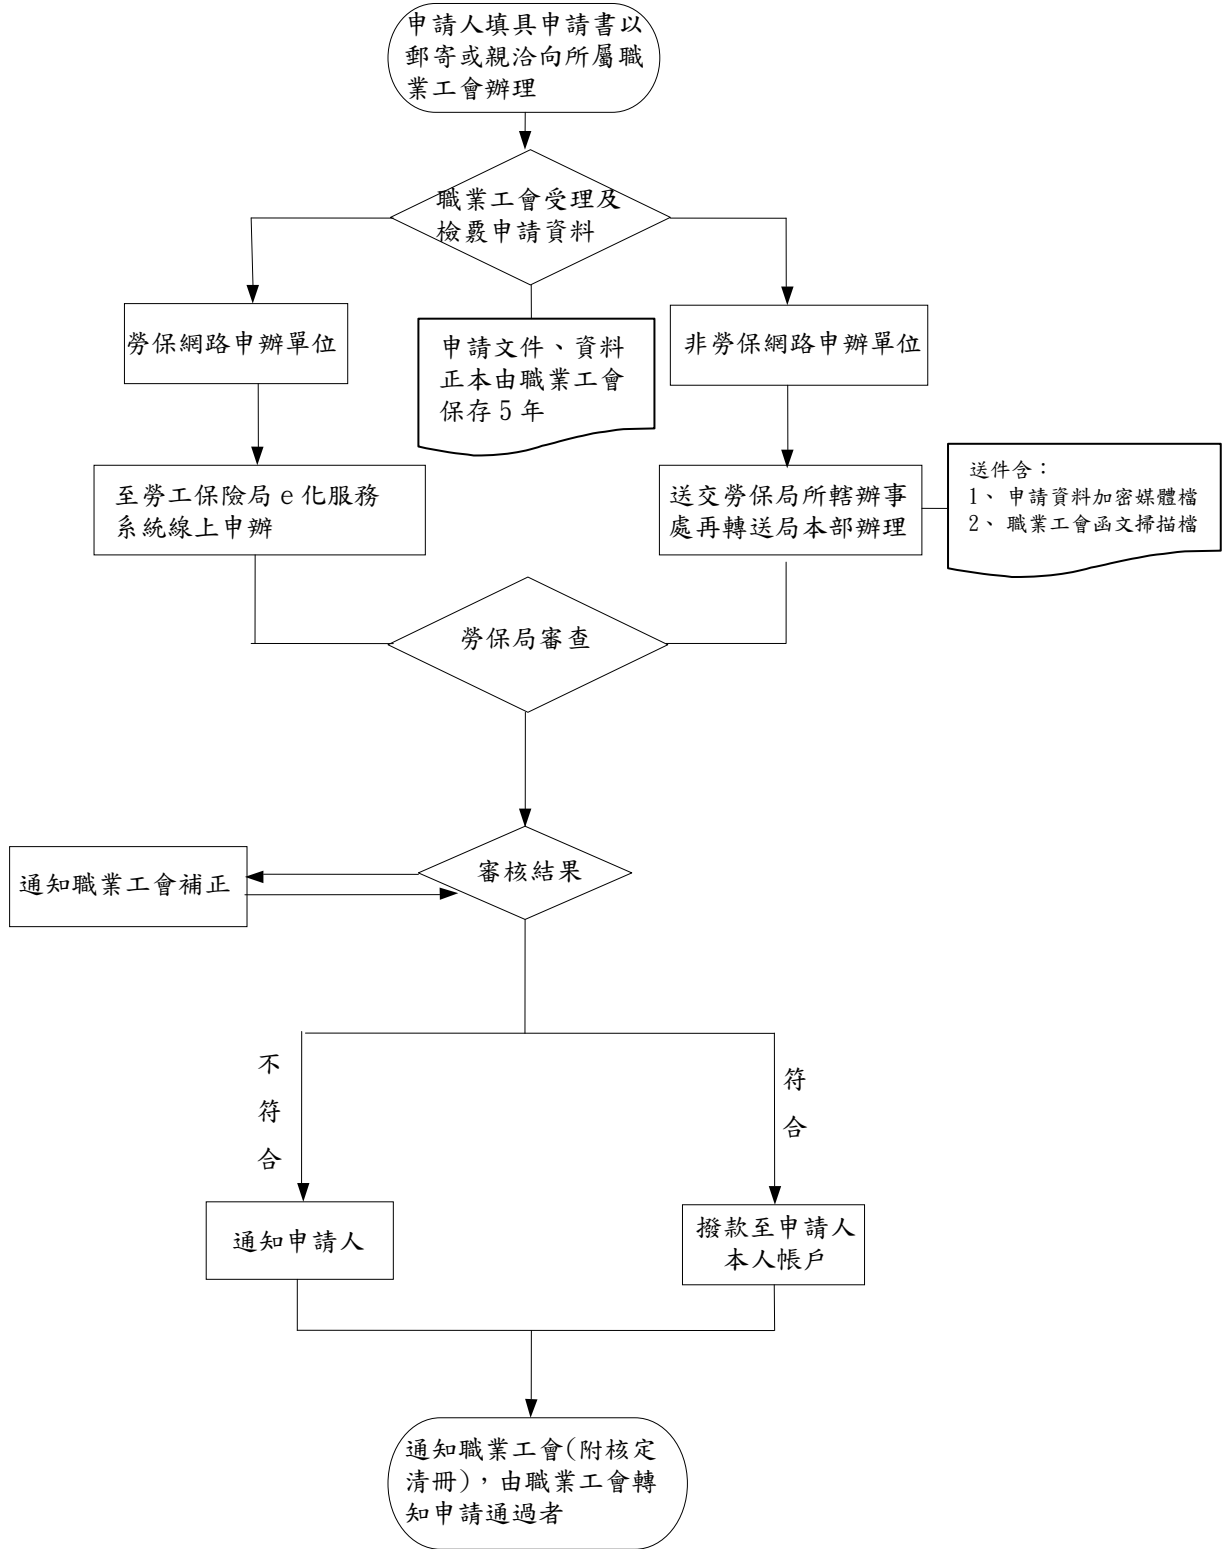 申請人填具申請書以
郵寄或親洽向所屬職
業工會辦理
職業工會受理及
檢覈申請資料
勞保網路申辦單位
申請文件、資料
正本由職業工會
保存5年
非勞保網路申辦單位
至勞工保險局e化服務
系統線上申辦
送交勞保局所轄辦事
處再轉送局本部辦理
送件含：
1、 申請資料加密媒體檔
2、 職業工會函文掃描檔
勞保局審查
審核結果
通知職業工會補正
不
符
合
符
合
通知申請人
撥款至申請人
本人帳戶
通知職業工會(附核定
清冊)，由職業工會轉
知申請通過者